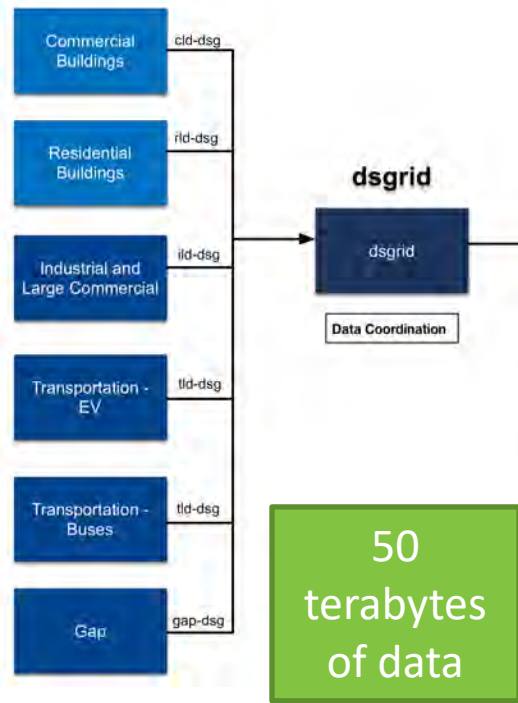 Commercial
Buildings
cld-dsg
Residential
Buildings
rld-dsg
Industrial and
Large Commercial
ild-dsg
Transportation -
EV
tld-dsg
Transportation -
Buses
tld-dsg
Gap
gap-dsg
dsgrid
dsgrid
Data Coordination
50
terabytes
of data